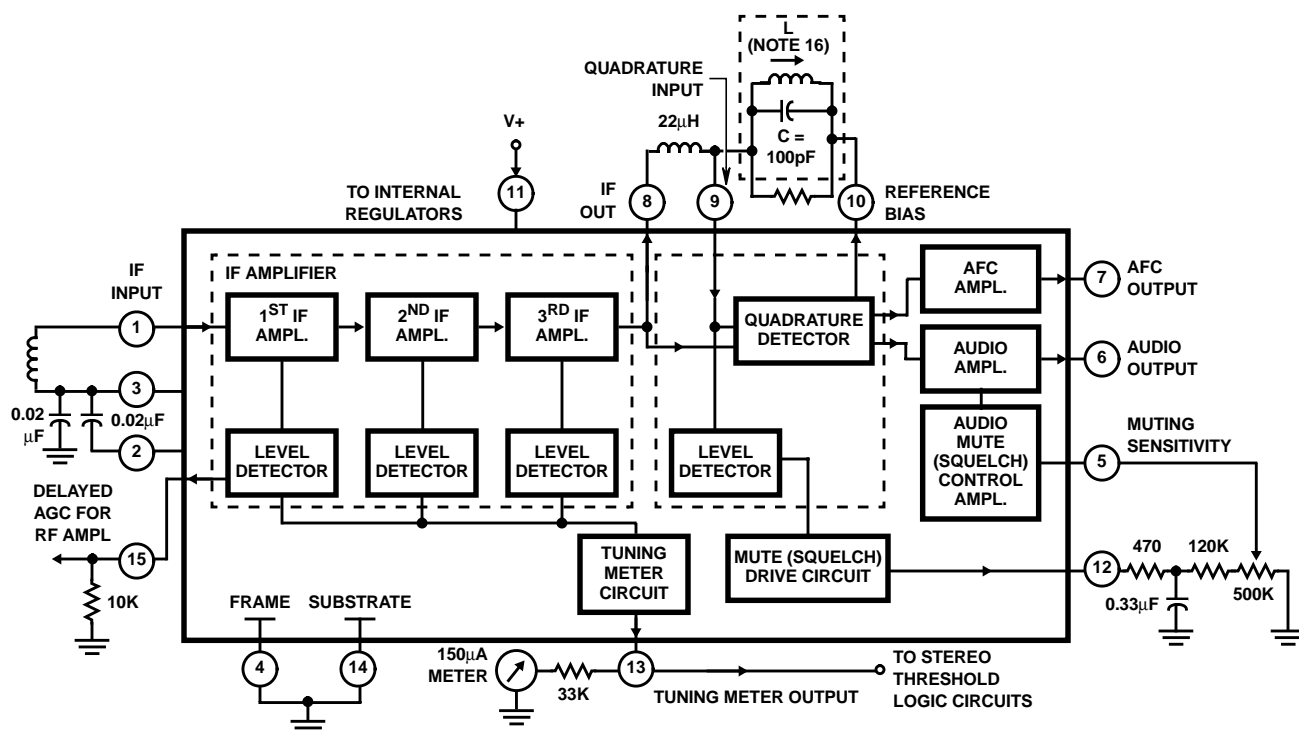 L
(NOTE 16)
QUADRATURE
INPUT
22µH
C =
100pF
V+
TO INTERNAL
REGULATORS
11
IF
OUT
8
9
10
REFERENCE
BIAS
IF
INPUT
1
IF AMPLIFIER
1ST IF
AMPL.
2ND IF
AMPL.
3RD IF
AMPL.
QUADRATURE
DETECTOR
AFC
AMPL.
7
AFC
OUTPUT
AUDIO
AMPL.
6
AUDIO
OUTPUT
3
0.02
µF
0.02µF
2
LEVEL
DETECTOR
LEVEL
DETECTOR
LEVEL
DETECTOR
LEVEL
DETECTOR
AUDIO
MUTE
(SQUELCH)
CONTROL
AMPL.
5
MUTING
SENSITIVITY
DELAYED
AGC FOR
RF AMPL
15
10K
TUNING
METER
CIRCUIT
MUTE (SQUELCH)
DRIVE CIRCUIT
12
470
120K
500K
0.33µF
FRAME
SUBSTRATE
4
14
150µA
METER
33K
13
TUNING METER OUTPUT
TO STEREO
THRESHOLD
LOGIC CIRCUITS